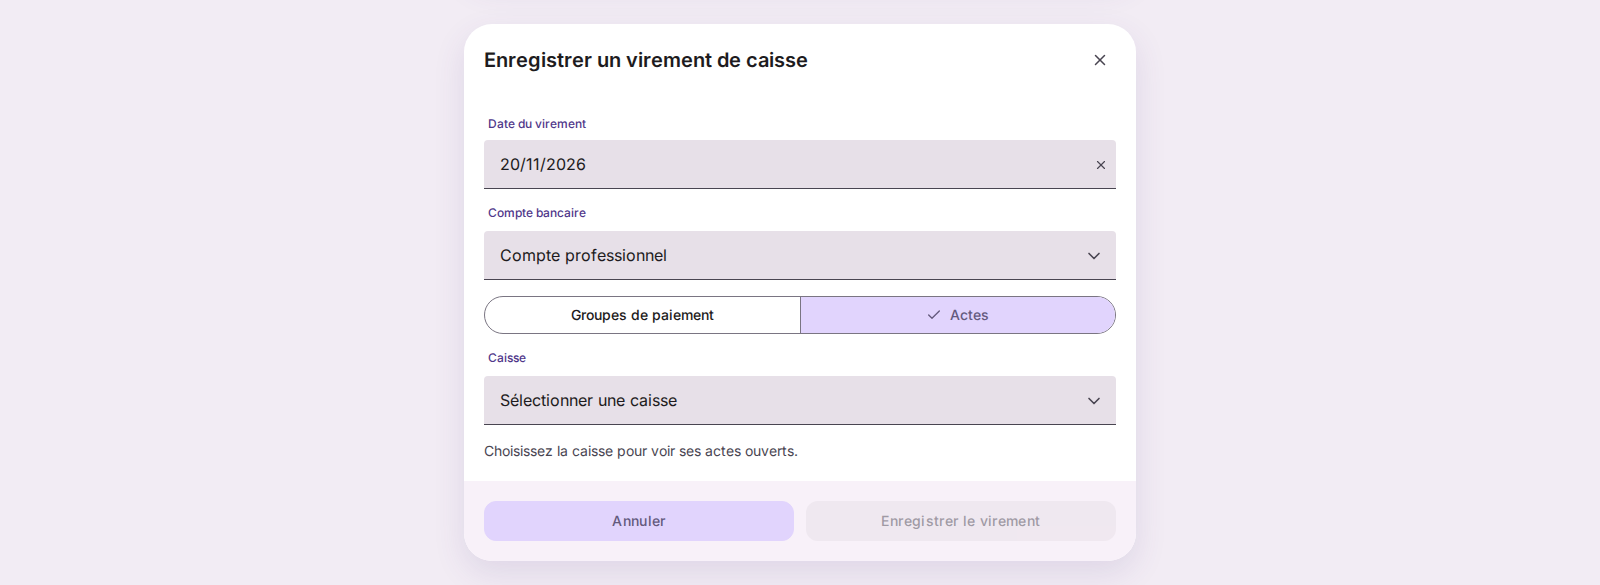 Enregistrer un virement de caisse
Date du virement
20/11/2026
Compte bancaire
Compte professionnel
Groupes de paiement
Actes
Caisse
Sélectionner une caisse
Choisissez la caisse pour voir ses actes ouverts.
Annuler
Enregistrer le virement